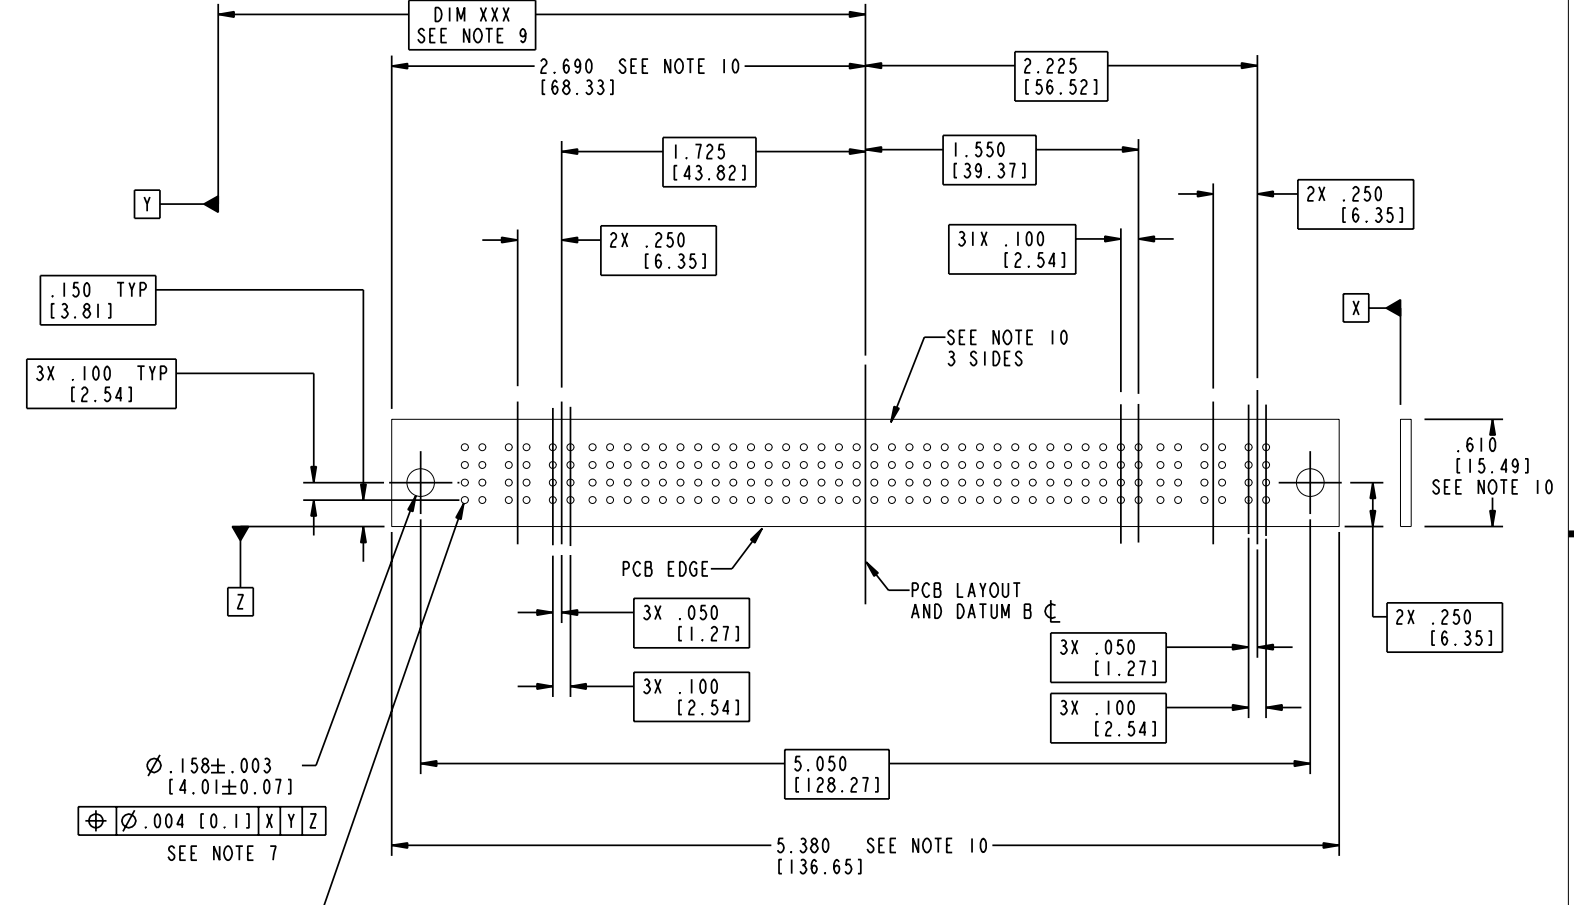 DIM XXX
SEE NOTE 9
2.690 SEE NOTE 10
[68.33]
2.225
[56.52]
1.725
[43.82]
1.550
[39.37]
Y
2X .250
[6.35]
2X .250
[6.35]
31X .100
[2.54]
.150 TYP
[3.81]
X
SEE NOTE 10
3 SIDES
3X .100 TYP
[2.54]
.610
[15.49]
SEE NOTE 10
PCB EDGE
PCB LAYOUT
AND DATUM B ℄
Z
3X .050
[1.27]
2X .250
[6.35]
3X .050
[1.27]
3X .100
[2.54]
3X .100
[2.54]
Ø.158±.003
[4.01±0.07]
5.050
[128.27]
⌖ Ø.004 [0.1] X Y Z
SEE NOTE 7
5.380 SEE NOTE 10
[136.65]